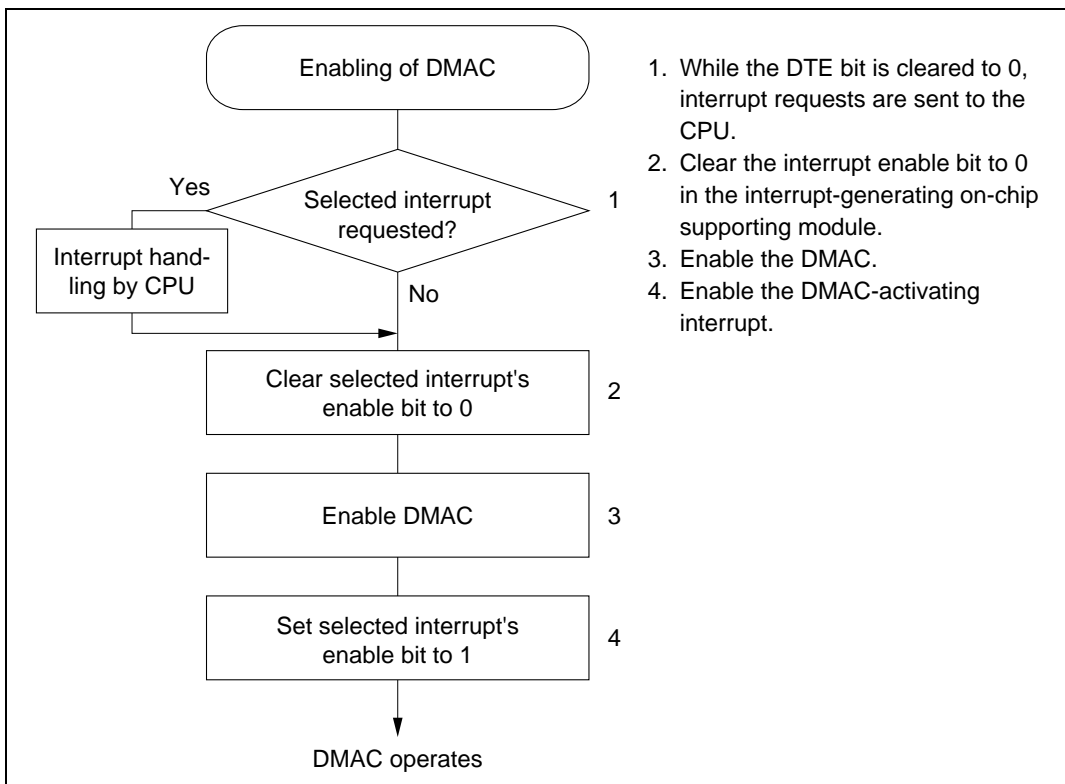 Enabling of DMAC
Yes
Selected interrupt
requested?
1
Interrupt hand-
ling by CPU
No
Clear selected interrupt's
enable bit to 0
2
Enable DMAC
3
Set selected interrupt's
enable bit to 1
4
DMAC operates
1. While the DTE bit is cleared to 0,
interrupt requests are sent to the
CPU.
2. Clear the interrupt enable bit to 0
in the interrupt-generating on-chip
supporting module.
3. Enable the DMAC.
4. Enable the DMAC-activating
interrupt.